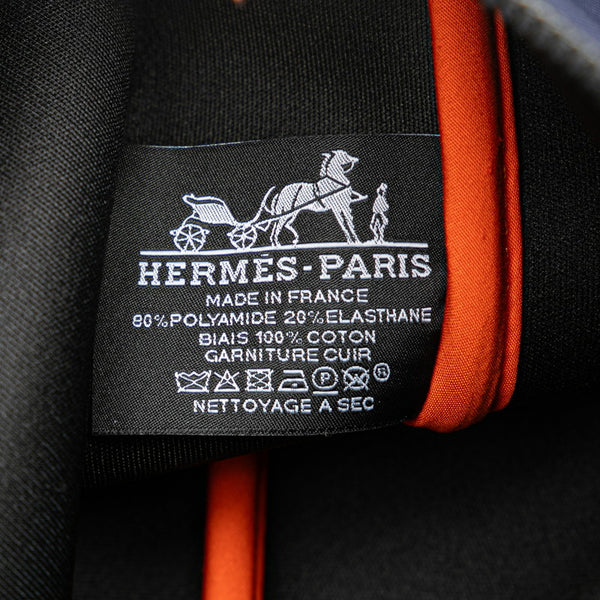 HERMÈS-PARIS
MADE IN FRANCE
80%POLYAMIDE 20%ELASTHANE
BIAIS 100% COTON
GARNITURE CUIR
P ®
NETTOYAGE A SEC